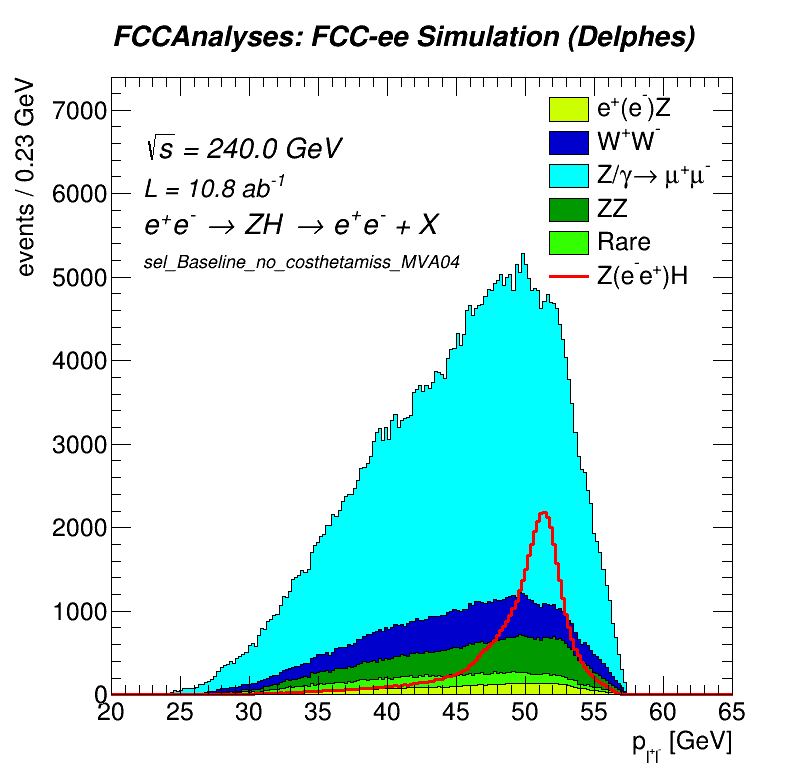 FCCAnalyses: FCC-ee Simulation (Delphes)
events / 0.23 GeV
7000
6000
5000
4000
3000
2000
1000
0
√s = 240.0 GeV
L = 10.8 ab⁻¹
e⁺e⁻ → ZH → e⁺e⁻ + X
sel_Baseline_no_costhetamiss_MVA04
e⁺(e⁻)Z
W⁺W⁻
Z/γ→ μ⁺μ⁻
ZZ
Rare
Z(e⁻e⁺)H
20 25 30 35 40 45 50 55 60 65
p_l⁺l⁻ [GeV]